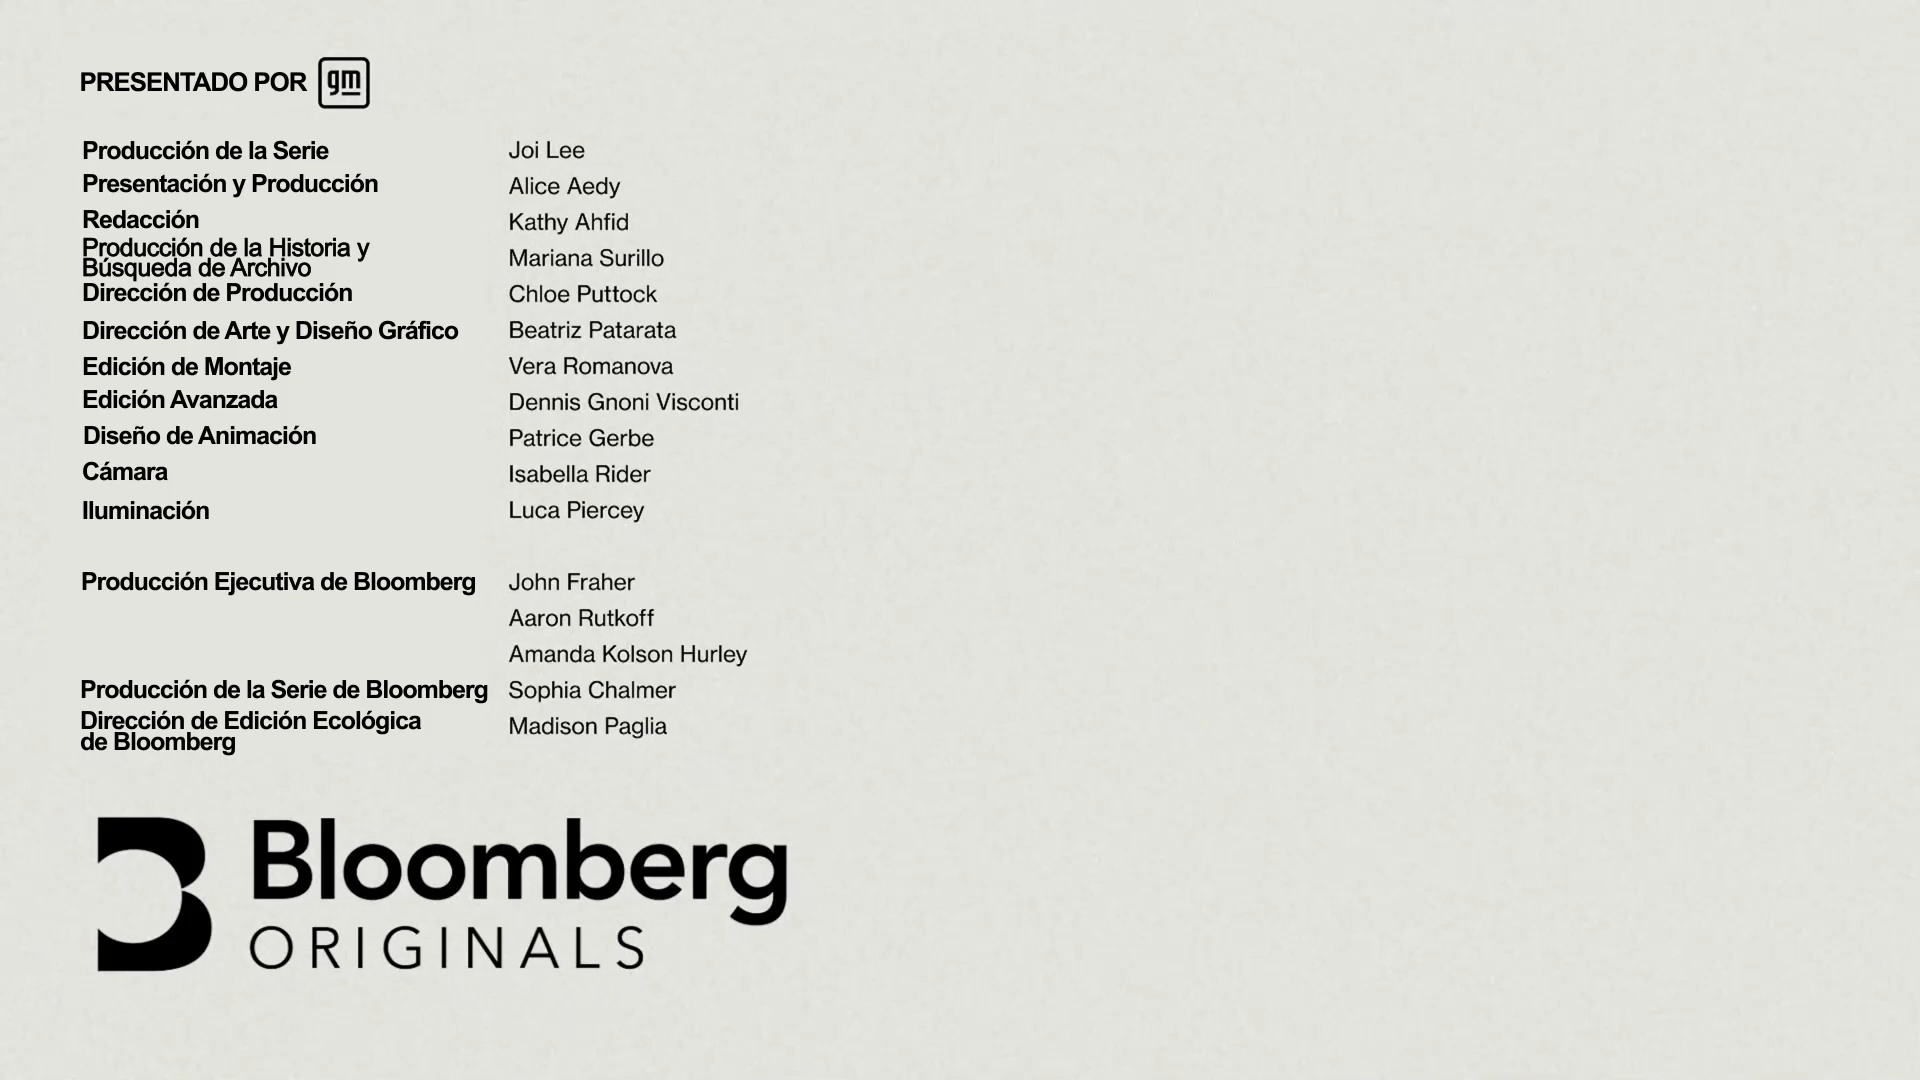 PRESENTADO POR gm
Producción de la Serie Joi Lee
Presentación y Producción Alice Aedy
Redacción Kathy Ahfid
Producción de la Historia y
Búsqueda de Archivo Mariana Surillo
Dirección de Producción Chloe Puttock
Dirección de Arte y Diseño Gráfico Beatriz Patarata
Edición de Montaje Vera Romanova
Edición Avanzada Dennis Gnoni Visconti
Diseño de Animación Patrice Gerbe
Cámara Isabella Rider
Iluminación Luca Piercey
Producción Ejecutiva de Bloomberg John Fraher
Aaron Rutkoff
Amanda Kolson Hurley
Producción de la Serie de Bloomberg Sophia Chalmer
Dirección de Edición Ecológica
de Bloomberg Madison Paglia
Bloomberg
ORIGINALS